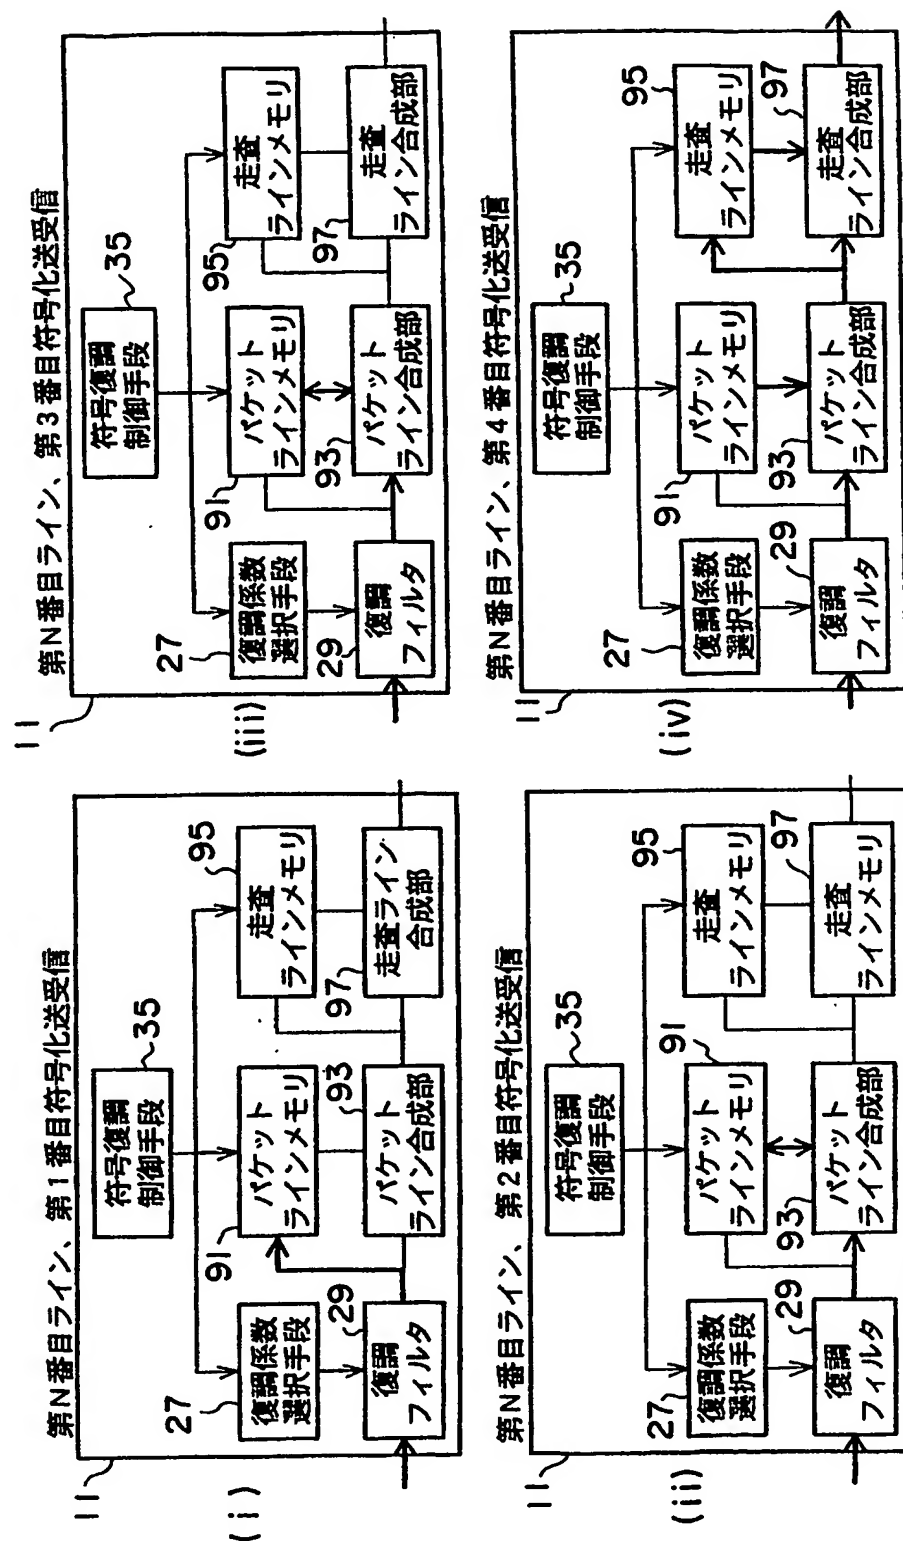 第N番目ライン、第1番目符号化送受信
11
(i)
符号復調
制御手段
35
27
復調係数
選択手段
91
パケット
ラインメモリ
走査
ラインメモリ
95
復調
フィルタ
29
パケット
ライン合成部
93
97
走査ライン
合成部
第N番目ライン、第2番目符号化送受信
11
(ii)
符号復調
制御手段
35
27
復調係数
選択手段
パケット
ラインメモリ
91
走査
ラインメモリ
95
復調
フィルタ
29
93
パケット
ライン合成部
走査
ラインメモリ
97
第N番目ライン、第3番目符号化送受信
11
(iii)
符号復調
制御手段
35
27
復調係数
選択手段
91
パケット
ラインメモリ
95
走査
ラインメモリ
29
復調
フィルタ
93
パケット
ライン合成部
97
走査
ライン合成部
第N番目ライン、第4番目符号化送受信
11
(iv)
符号復調
制御手段
35
27
復調係数
選択手段
91
パケット
ラインメモリ
走査
ラインメモリ
95
復調
フィルタ
29
93
パケット
ライン合成部
走査
ライン合成部
97